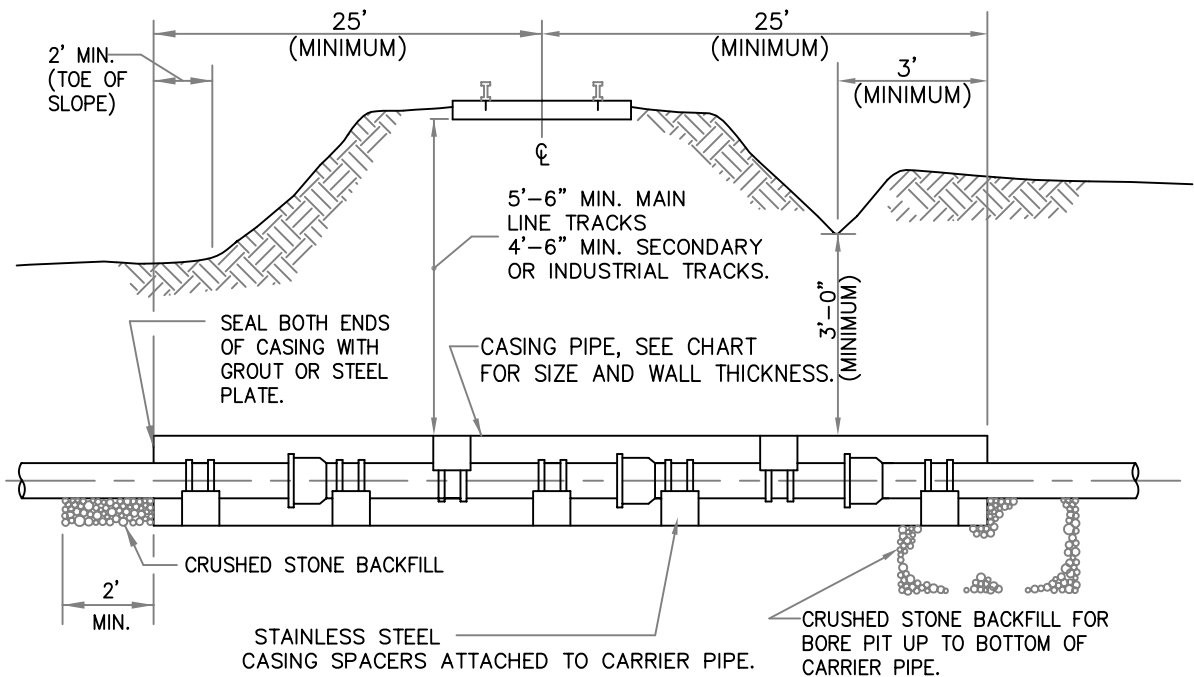 25'
(MINIMUM)
25'
(MINIMUM)
2' MIN.
(TOE OF
SLOPE)
3'
(MINIMUM)
℄
5'-6" MIN. MAIN
LINE TRACKS
4'-6" MIN. SECONDARY
OR INDUSTRIAL TRACKS.
3'-0"
(MINIMUM)
SEAL BOTH ENDS
OF CASING WITH
GROUT OR STEEL
PLATE.
CASING PIPE, SEE CHART
FOR SIZE AND WALL THICKNESS.
CRUSHED STONE BACKFILL
2'
MIN.
STAINLESS STEEL
CASING SPACERS ATTACHED TO CARRIER PIPE.
CRUSHED STONE BACKFILL FOR
BORE PIT UP TO BOTTOM OF
CARRIER PIPE.